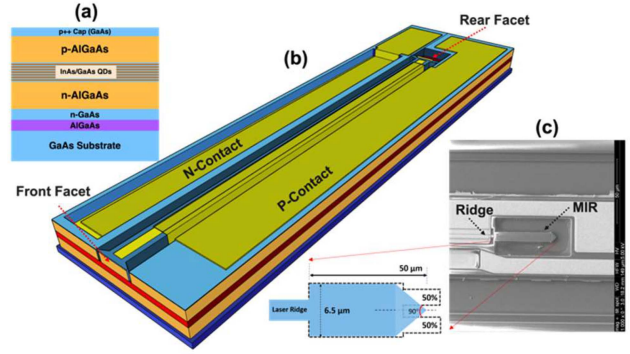 (a)
p++ Cap (GaAs)
p-AlGaAs
InAs/GaAs QDs
n-AlGaAs
n-GaAs
AlGaAs
GaAs Substrate
(b)
Rear Facet
N-Contact
P-Contact
Front Facet
(c)
Ridge
MIR
50 µm
Laser Ridge
6.5 µm
90°
50%
50%